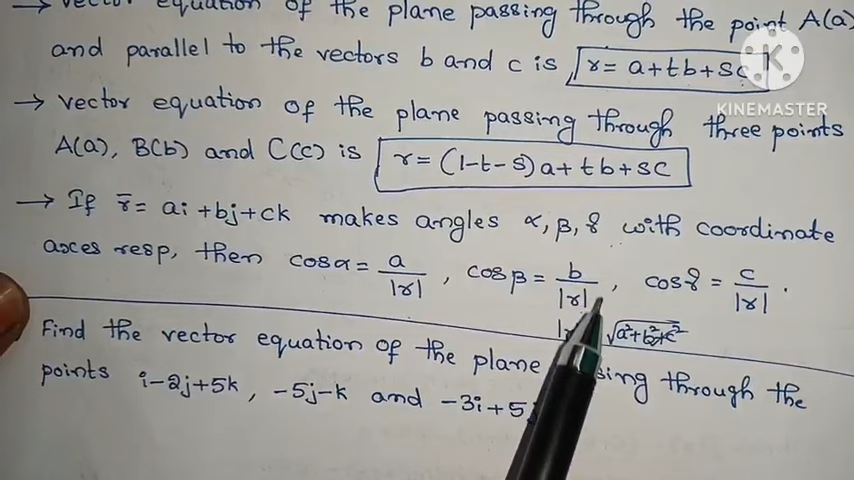 → vector equation of the plane passing through the point A(a)
and parallel to the vectors b and c is r = a+tb+sc
KINEMASTER
→ vector equation of the plane passing through three points
A(a), B(b) and C(c) is r = (1-t-s)a+tb+sc
→ If r̅ = ai+bj+ck makes angles α, β, γ with coordinate
axes resp, then cosα = a/|r|, cosβ = b/|r|, cosγ = c/|r|.
√a²+b²+c²
Find the vector equation of the plane through the
points i-2j+5k, -5j-k and -3i+5j